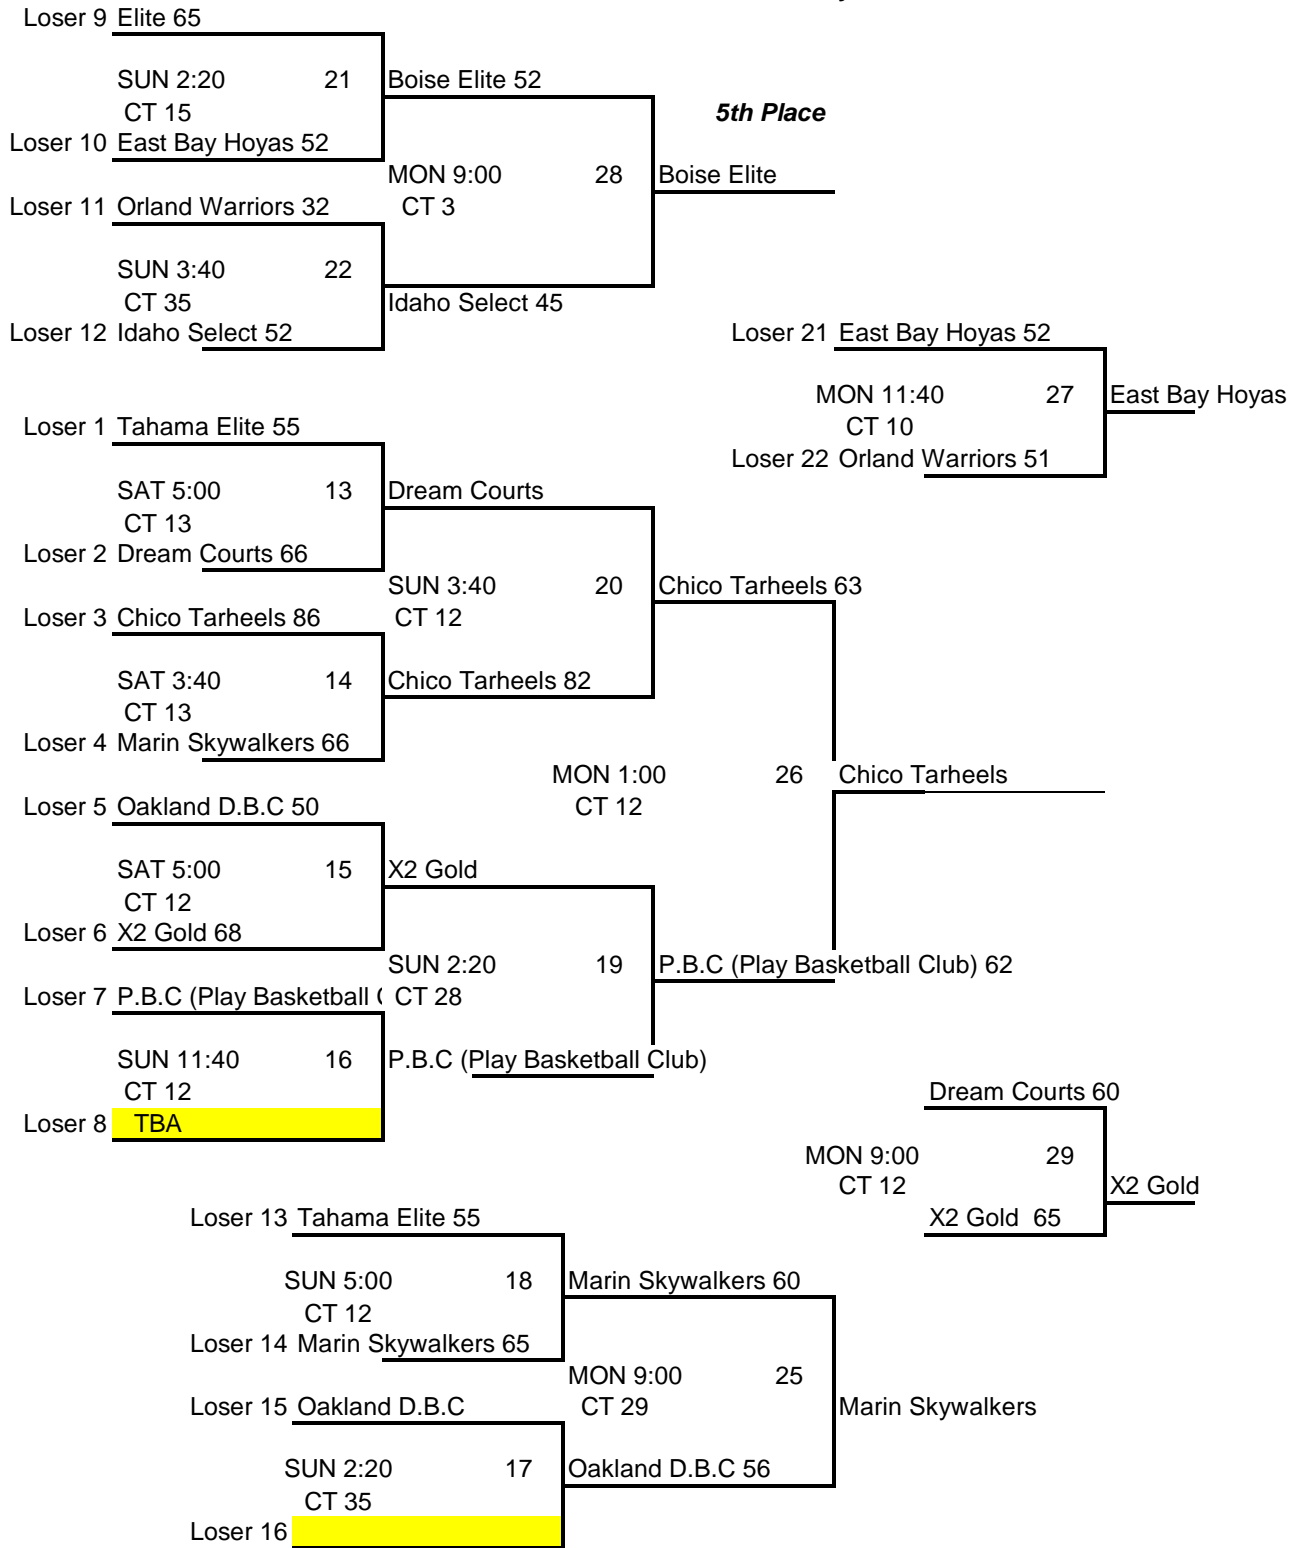 Loser 9 Elite 65
SUN 2:20 21 Boise Elite 52
CT 15 5th Place
Loser 10 East Bay Hoyas 52
MON 9:00 28 Boise Elite
Loser 11 Orland Warriors 32 CT 3
SUN 3:40 22
CT 35 Idaho Select 45
Loser 12 Idaho Select 52 Loser 21 East Bay Hoyas 52
MON 11:40 27 East Bay Hoyas
Loser 1 Tahama Elite 55 CT 10
Loser 22 Orland Warriors 51
SAT 5:00 13 Dream Courts
CT 13
Loser 2 Dream Courts 66
SUN 3:40 20 Chico Tarheels 63
Loser 3 Chico Tarheels 86 CT 12
SAT 3:40 14 Chico Tarheels 82
CT 13
Loser 4 Marin Skywalkers 66
MON 1:00 26 Chico Tarheels
Loser 5 Oakland D.B.C 50 CT 12
SAT 5:00 15 X2 Gold
CT 12
Loser 6 X2 Gold 68
SUN 2:20 19 P.B.C (Play Basketball Club) 62
Loser 7 P.B.C (Play Basketball ( CT 28
SUN 11:40 16 P.B.C (Play Basketball Club)
CT 12 Dream Courts 60
Loser 8 TBA
MON 9:00 29
CT 12 X2 Gold
Loser 13 Tahama Elite 55 X2 Gold 65
SUN 5:00 18 Marin Skywalkers 60
CT 12
Loser 14 Marin Skywalkers 65
MON 9:00 25
Loser 15 Oakland D.B.C CT 29 Marin Skywalkers
SUN 2:20 17 Oakland D.B.C 56
CT 35
Loser 16